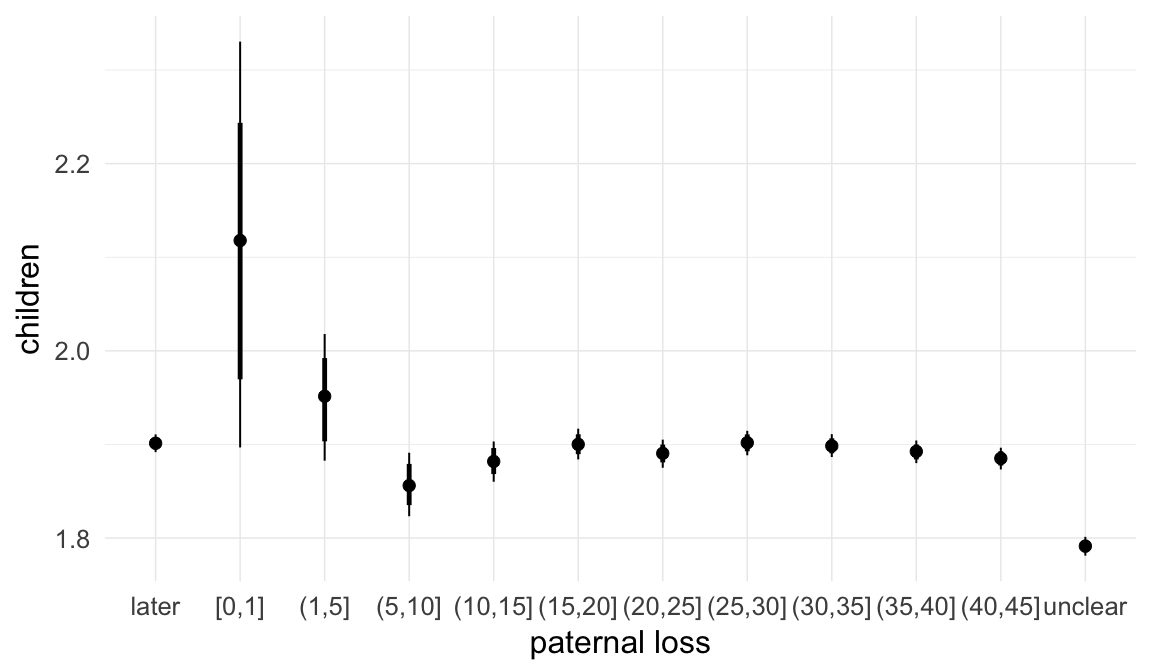 children
2.2
2.0
1.8
later [0,1] (1,5] (5,10] (10,15] (15,20] (20,25] (25,30] (30,35] (35,40] (40,45] unclear
paternal loss